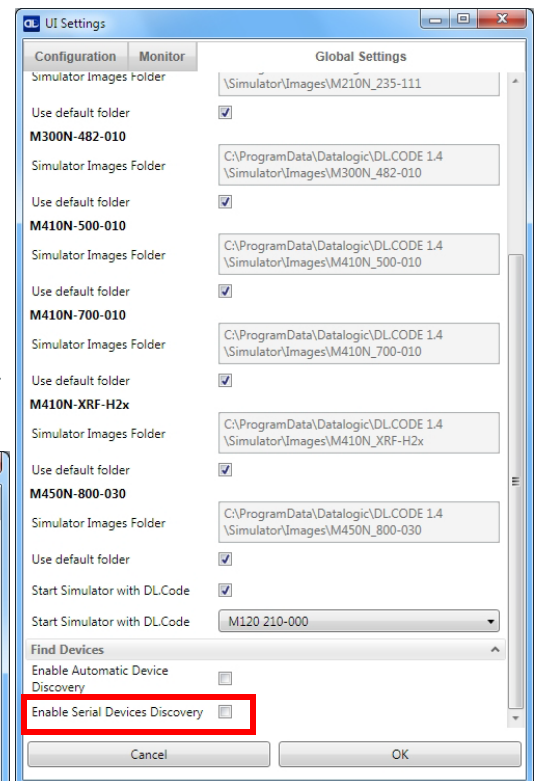 UI Settings
Configuration Monitor Global Settings
Simulator Images Folder
\Simulator\Images\M210N_235-111
Use default folder
M300N-482-010
Simulator Images Folder
C:\ProgramData\Datalogic\DL.CODE 1.4
\Simulator\Images\M300N_482-010
Use default folder
M410N-500-010
Simulator Images Folder
C:\ProgramData\Datalogic\DL.CODE 1.4
\Simulator\Images\M410N_500-010
Use default folder
M410N-700-010
Simulator Images Folder
C:\ProgramData\Datalogic\DL.CODE 1.4
\Simulator\Images\M410N_700-010
Use default folder
M410N-XRF-H2x
Simulator Images Folder
C:\ProgramData\Datalogic\DL.CODE 1.4
\Simulator\Images\M410N_XRF-H2x
Use default folder
M450N-800-030
Simulator Images Folder
C:\ProgramData\Datalogic\DL.CODE 1.4
\Simulator\Images\M450N_800-030
Use default folder
Start Simulator with DL.Code
Start Simulator with DL.Code M120 210-000
Find Devices
Enable Automatic Device
Discovery
Enable Serial Devices Discovery
Cancel OK